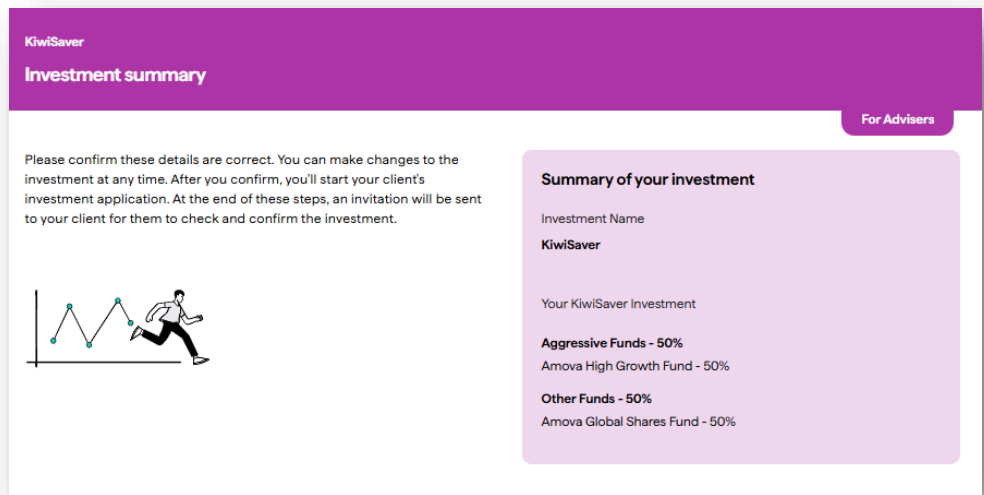 KiwiSaver
Investment summary
For Advisers
Please confirm these details are correct. You can make changes to the
investment at any time. After you confirm, you'll start your client's
investment application. At the end of these steps, an invitation will be sent
to your client for them to check and confirm the investment.
Summary of your investment
Investment Name
KiwiSaver
Your KiwiSaver Investment
Aggressive Funds - 50%
Amova High Growth Fund - 50%
Other Funds - 50%
Amova Global Shares Fund - 50%